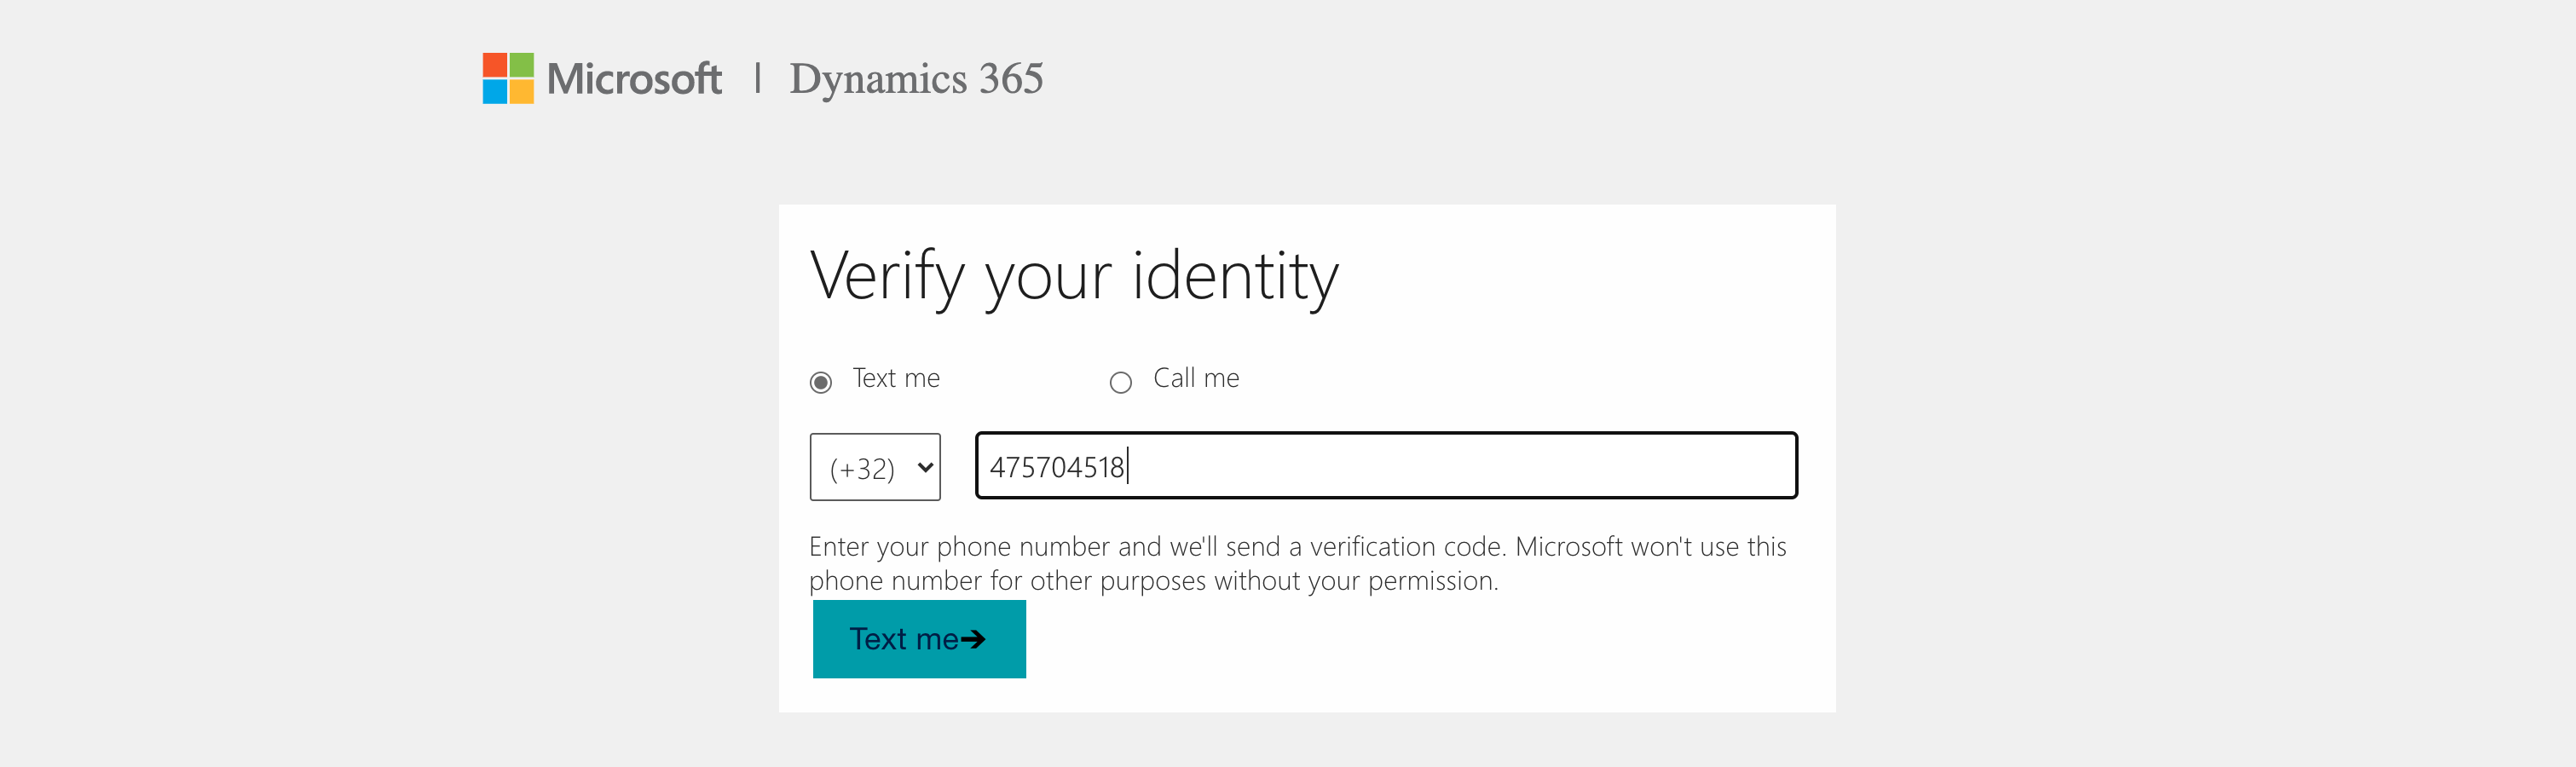 Microsoft | Dynamics 365
Verify your identity
Text me Call me
(+32) 475704518
Enter your phone number and we'll send a verification code. Microsoft won't use this
phone number for other purposes without your permission.
Text me➔